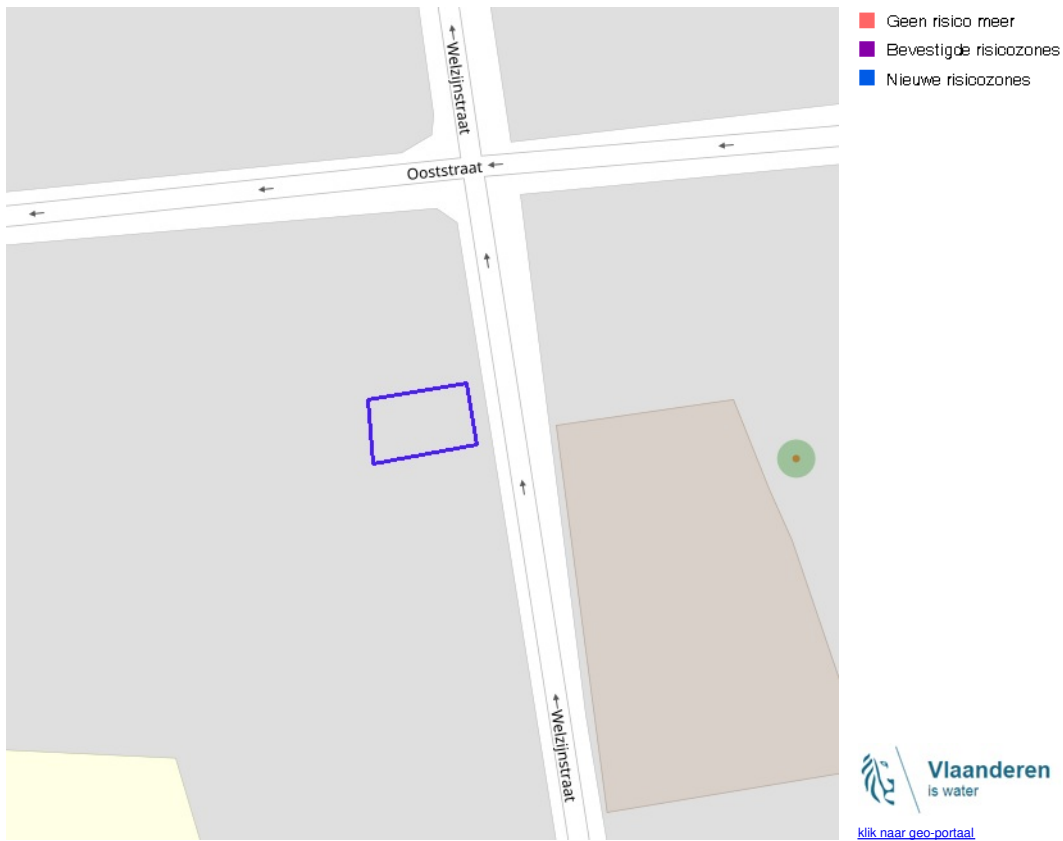 Welzijnstraat
Ooststraat
Welzijnstraat
Geen risico meer
Bevestigde risicozones
Nieuwe risicozones
Vlaanderen
is water
klik naar geo-portaal